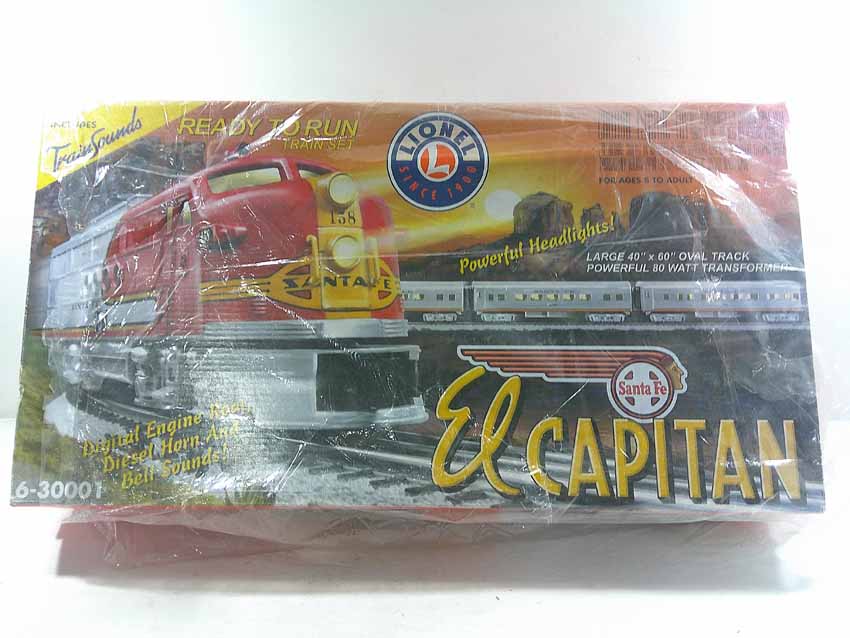 INCLUDES
TrainSounds
READY TO RUN
TRAIN SET
LIONEL
L
SINCE 1900
®
FOR AGES 8 TO ADULT
158
SANTA FE
Powerful Headlights!
LARGE 40" x 60" OVAL TRACK
POWERFUL 80 WATT TRANSFORMER
Santa Fe
El CAPITAN
Digital Engine
Diesel Horn And
Bell Sounds!
6-30001